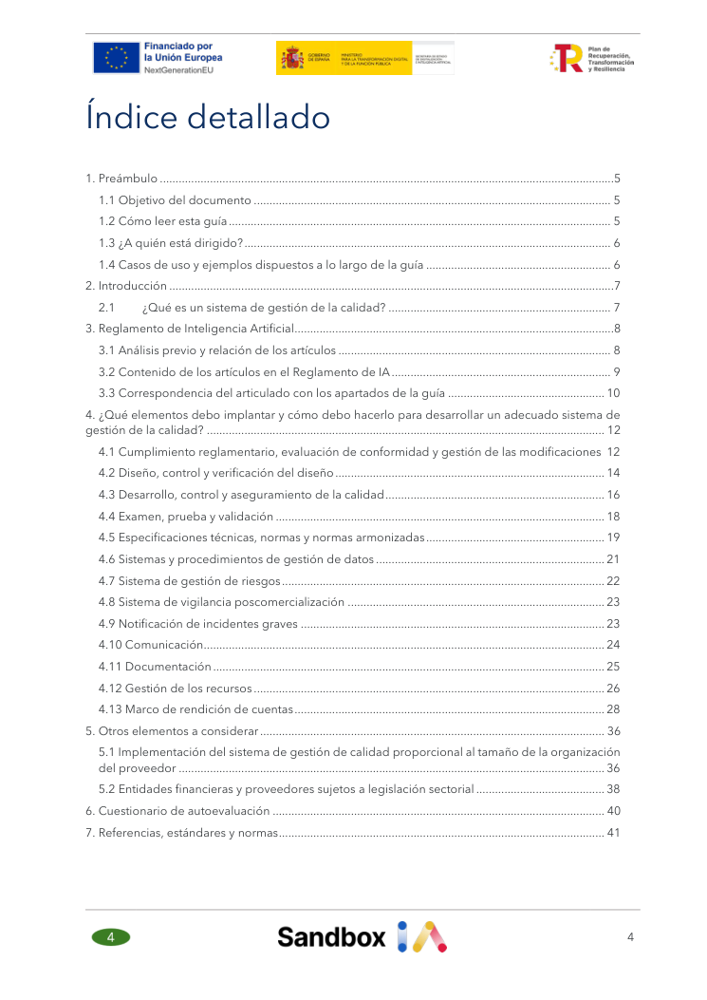 Financiado por
la Unión Europea
NextGenerationEU
GOBIERNO
DE ESPAÑA
MINISTERIO
PARA LA TRANSFORMACIÓN DIGITAL
Y DE LA FUNCIÓN PÚBLICA
SECRETARÍA DE ESTADO
DE DIGITALIZACIÓN
E INTELIGENCIA ARTIFICIAL
Plan de
Recuperación,
Transformación
y Resiliencia
Índice detallado
1. Preámbulo 5
1.1 Objetivo del documento 5
1.2 Cómo leer esta guía 5
1.3 ¿A quién está dirigido? 6
1.4 Casos de uso y ejemplos dispuestos a lo largo de la guía 6
2. Introducción 7
2.1 ¿Qué es un sistema de gestión de la calidad? 7
3. Reglamento de Inteligencia Artificial 8
3.1 Análisis previo y relación de los artículos 8
3.2 Contenido de los artículos en el Reglamento de IA 9
3.3 Correspondencia del articulado con los apartados de la guía 10
4. ¿Qué elementos debo implantar y cómo debo hacerlo para desarrollar un adecuado sistema de
gestión de la calidad? 12
4.1 Cumplimiento reglamentario, evaluación de conformidad y gestión de las modificaciones 12
4.2 Diseño, control y verificación del diseño 14
4.3 Desarrollo, control y aseguramiento de la calidad 16
4.4 Examen, prueba y validación 18
4.5 Especificaciones técnicas, normas y normas armonizadas 19
4.6 Sistemas y procedimientos de gestión de datos 21
4.7 Sistema de gestión de riesgos 22
4.8 Sistema de vigilancia poscomercialización 23
4.9 Notificación de incidentes graves 23
4.10 Comunicación 24
4.11 Documentación 25
4.12 Gestión de los recursos 26
4.13 Marco de rendición de cuentas 28
5. Otros elementos a considerar 36
5.1 Implementación del sistema de gestión de calidad proporcional al tamaño de la organización
del proveedor 36
5.2 Entidades financieras y proveedores sujetos a legislación sectorial 38
6. Cuestionario de autoevaluación 40
7. Referencias, estándares y normas 41
4
Sandbox IA
4